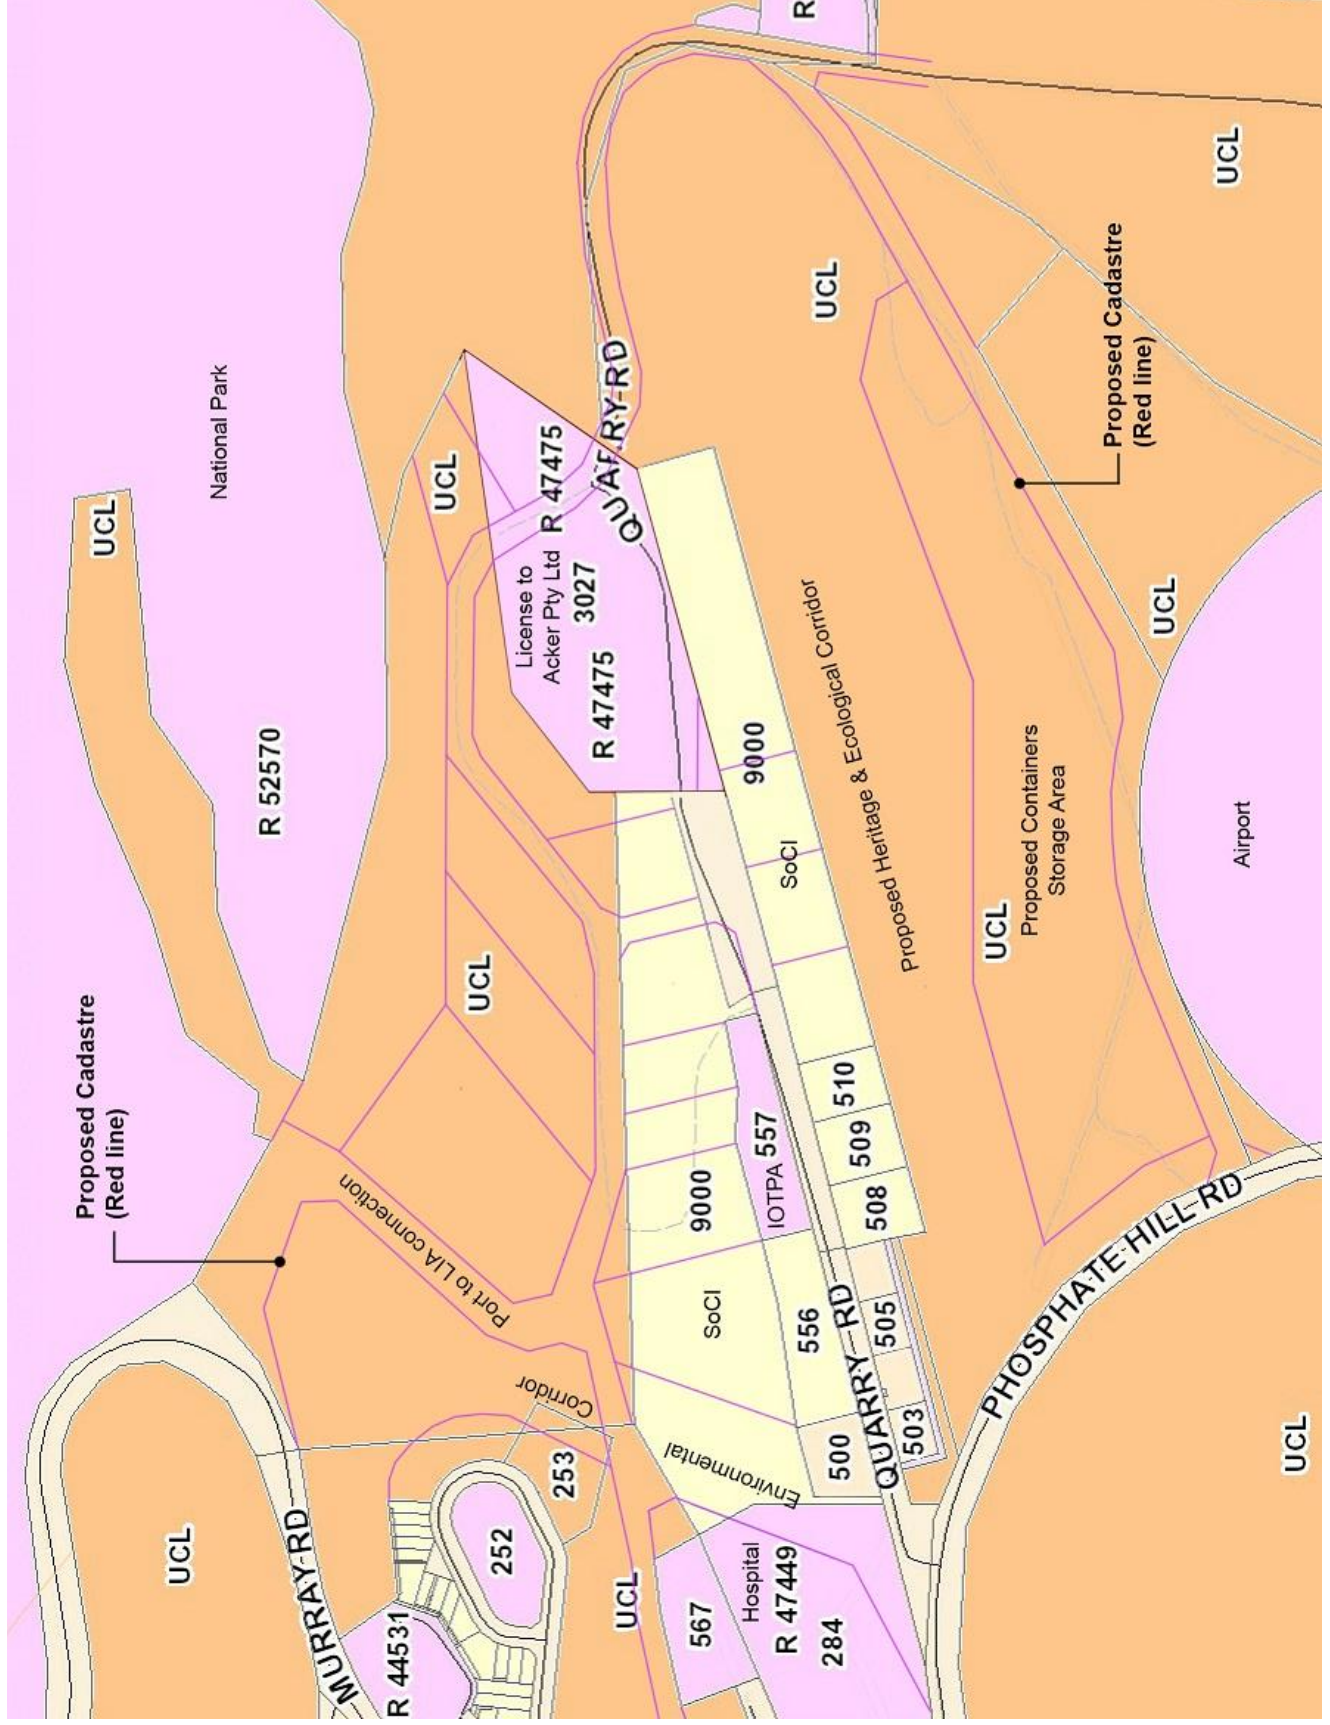 R
UCL
National Park
UCL
R 52570
UCL
License to
Acker Pty Ltd
R 47475
3027
R 47475
QUARRY RD
UCL
UCL
Proposed Cadastre
(Red line)
UCL
9000
SoCI
Proposed Heritage & Ecological Corridor
UCL
Proposed Containers
Storage Area
Airport
UCL
Proposed Cadastre
(Red line)
Port to LIA connection
9000
SoCI
IOTPA 557
510
509
508
556
505
503
500
QUARRY RD
PHOSPHATE HILL RD
UCL
Environmental
Corridor
253
252
UCL
MURRAY RD
R 44531
UCL
567
Hospital
R 47449
284